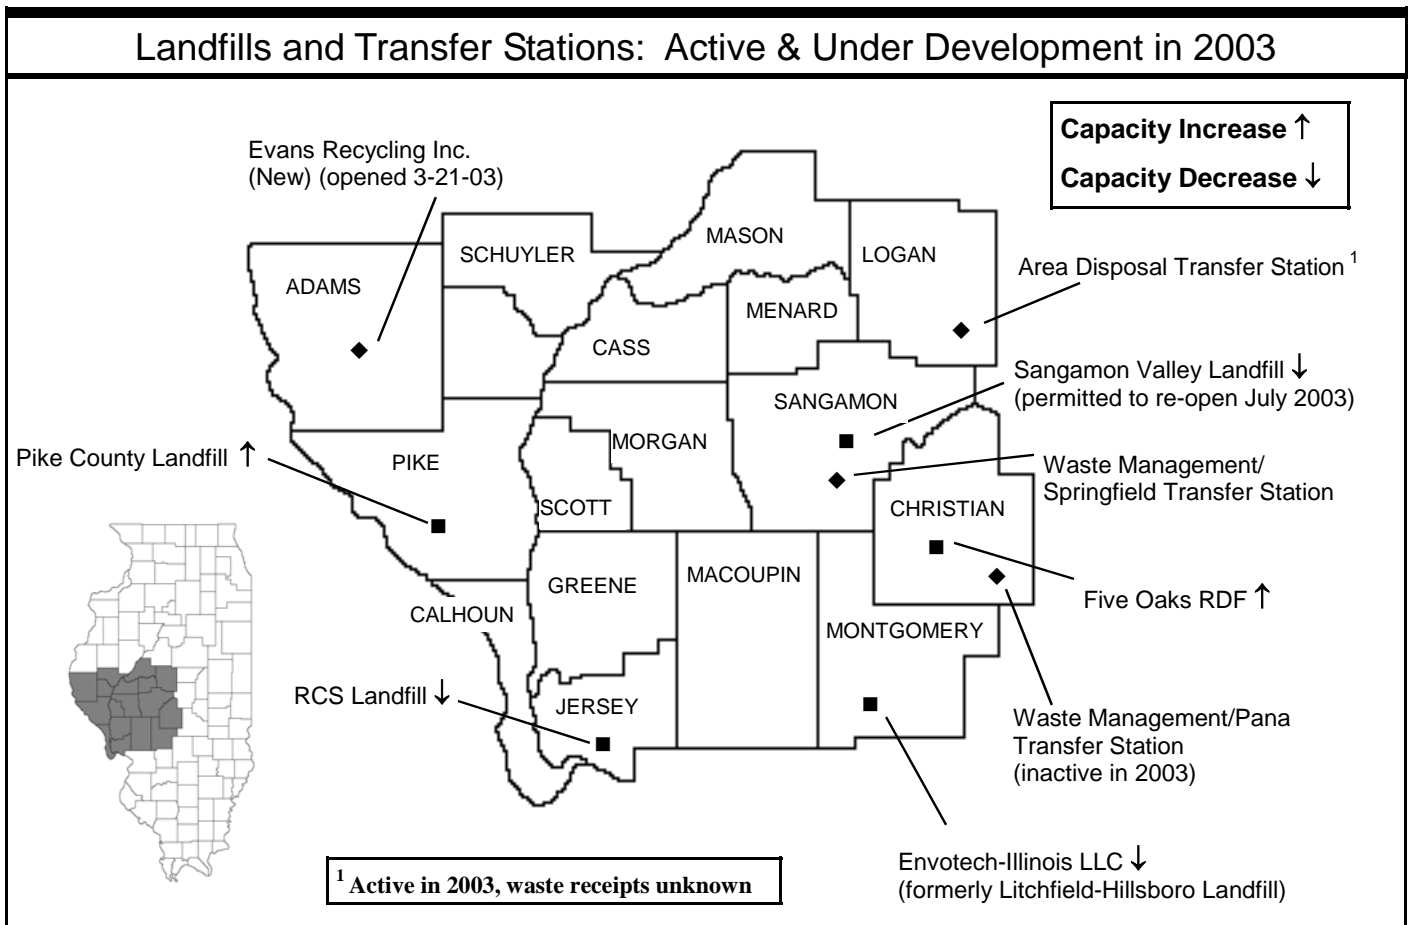 Landfills and Transfer Stations: Active & Under Development in 2003
Capacity Increase ↑
Capacity Decrease ↓
Evans Recycling Inc.
(New) (opened 3-21-03)
MASON
SCHUYLER
LOGAN
Area Disposal Transfer Station 1
ADAMS
MENARD
CASS
Sangamon Valley Landfill ↓
(permitted to re-open July 2003)
SANGAMON
MORGAN
Pike County Landfill ↑
PIKE
Waste Management/
Springfield Transfer Station
SCOTT
CHRISTIAN
GREENE
MACOUPIN
Five Oaks RDF ↑
CALHOUN
MONTGOMERY
RCS Landfill ↓
JERSEY
Waste Management/Pana
Transfer Station
(inactive in 2003)
Envotech-Illinois LLC ↓
(formerly Litchfield-Hillsboro Landfill)
1 Active in 2003, waste receipts unknown